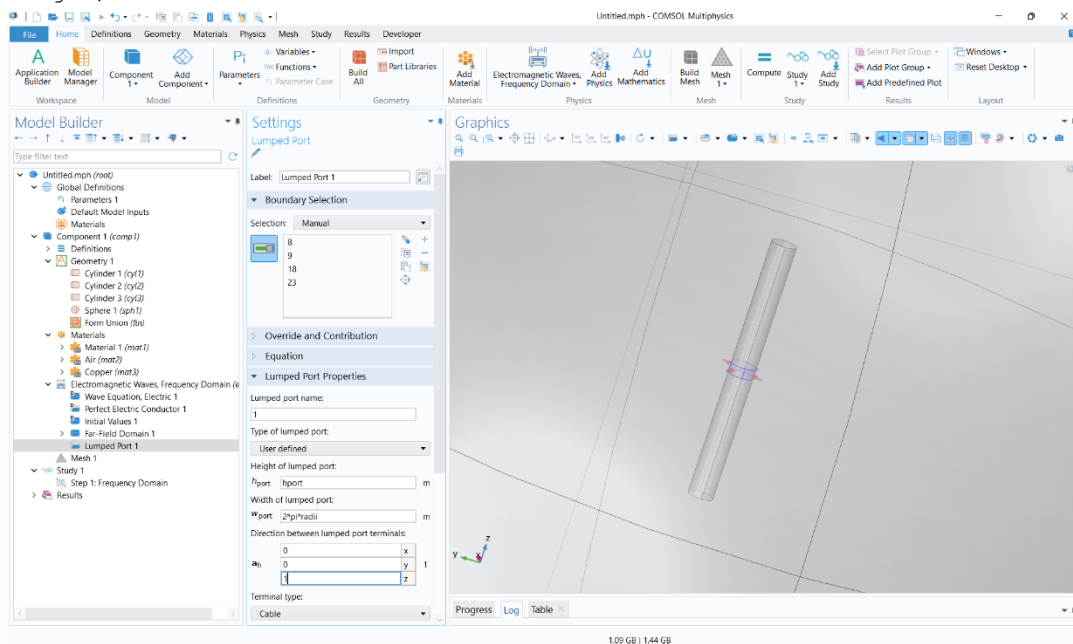 Untitled.mph - COMSOL Multiphysics
File Home Definitions Geometry Materials Physics Mesh Study Results Developer
Application Builder
Model Manager
Component 1
Add Component
Parameters
a= Variables
f(x) Functions
Pi Parameter Case
Build All
Import
Part Libraries
Add Material
Electromagnetic Waves, Frequency Domain
Add Physics
Add Mathematics
Build Mesh
Mesh 1
Compute
Study 1
Add Study
Select Plot Group
Add Plot Group
Add Predefined Plot
Windows
Reset Desktop
Workspace Model Definitions Geometry Materials Physics Mesh Study Results Layout
Model Builder
Type filter text
Untitled.mph (root)
Global Definitions
Pi Parameters 1
Default Model Inputs
Materials
Component 1 (comp1)
Definitions
Geometry 1
Cylinder 1 (cyl1)
Cylinder 2 (cyl2)
Cylinder 3 (cyl3)
Sphere 1 (sph1)
Form Union (fin)
Materials
Material 1 (mat1)
Air (mat2)
Copper (mat3)
Electromagnetic Waves, Frequency Domain (e
Wave Equation, Electric 1
Perfect Electric Conductor 1
Initial Values 1
Far-Field Domain 1
Lumped Port 1
Mesh 1
Study 1
Step 1: Frequency Domain
Results
Settings
Lumped Port
Label: Lumped Port 1
Boundary Selection
Selection: Manual
8
9
18
23
Override and Contribution
Equation
Lumped Port Properties
Lumped port name:
1
Type of lumped port:
User defined
Height of lumped port:
hport hport m
Width of lumped port:
wport 2*pi*radii m
Direction between lumped port terminals:
0 x
ah 0 y 1
1 z
Terminal type:
Cable
Graphics
z
y x
Progress Log Table
1.09 GB | 1.44 GB